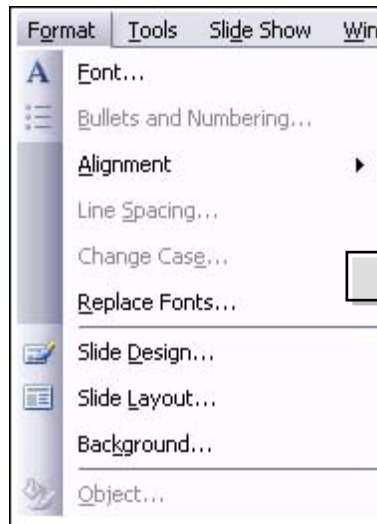 Format Tools Slide Show Win
A Font...
Bullets and Numbering...
Alignment
Line Spacing...
Change Case...
Replace Fonts...
Slide Design...
Slide Layout...
Background...
Object...